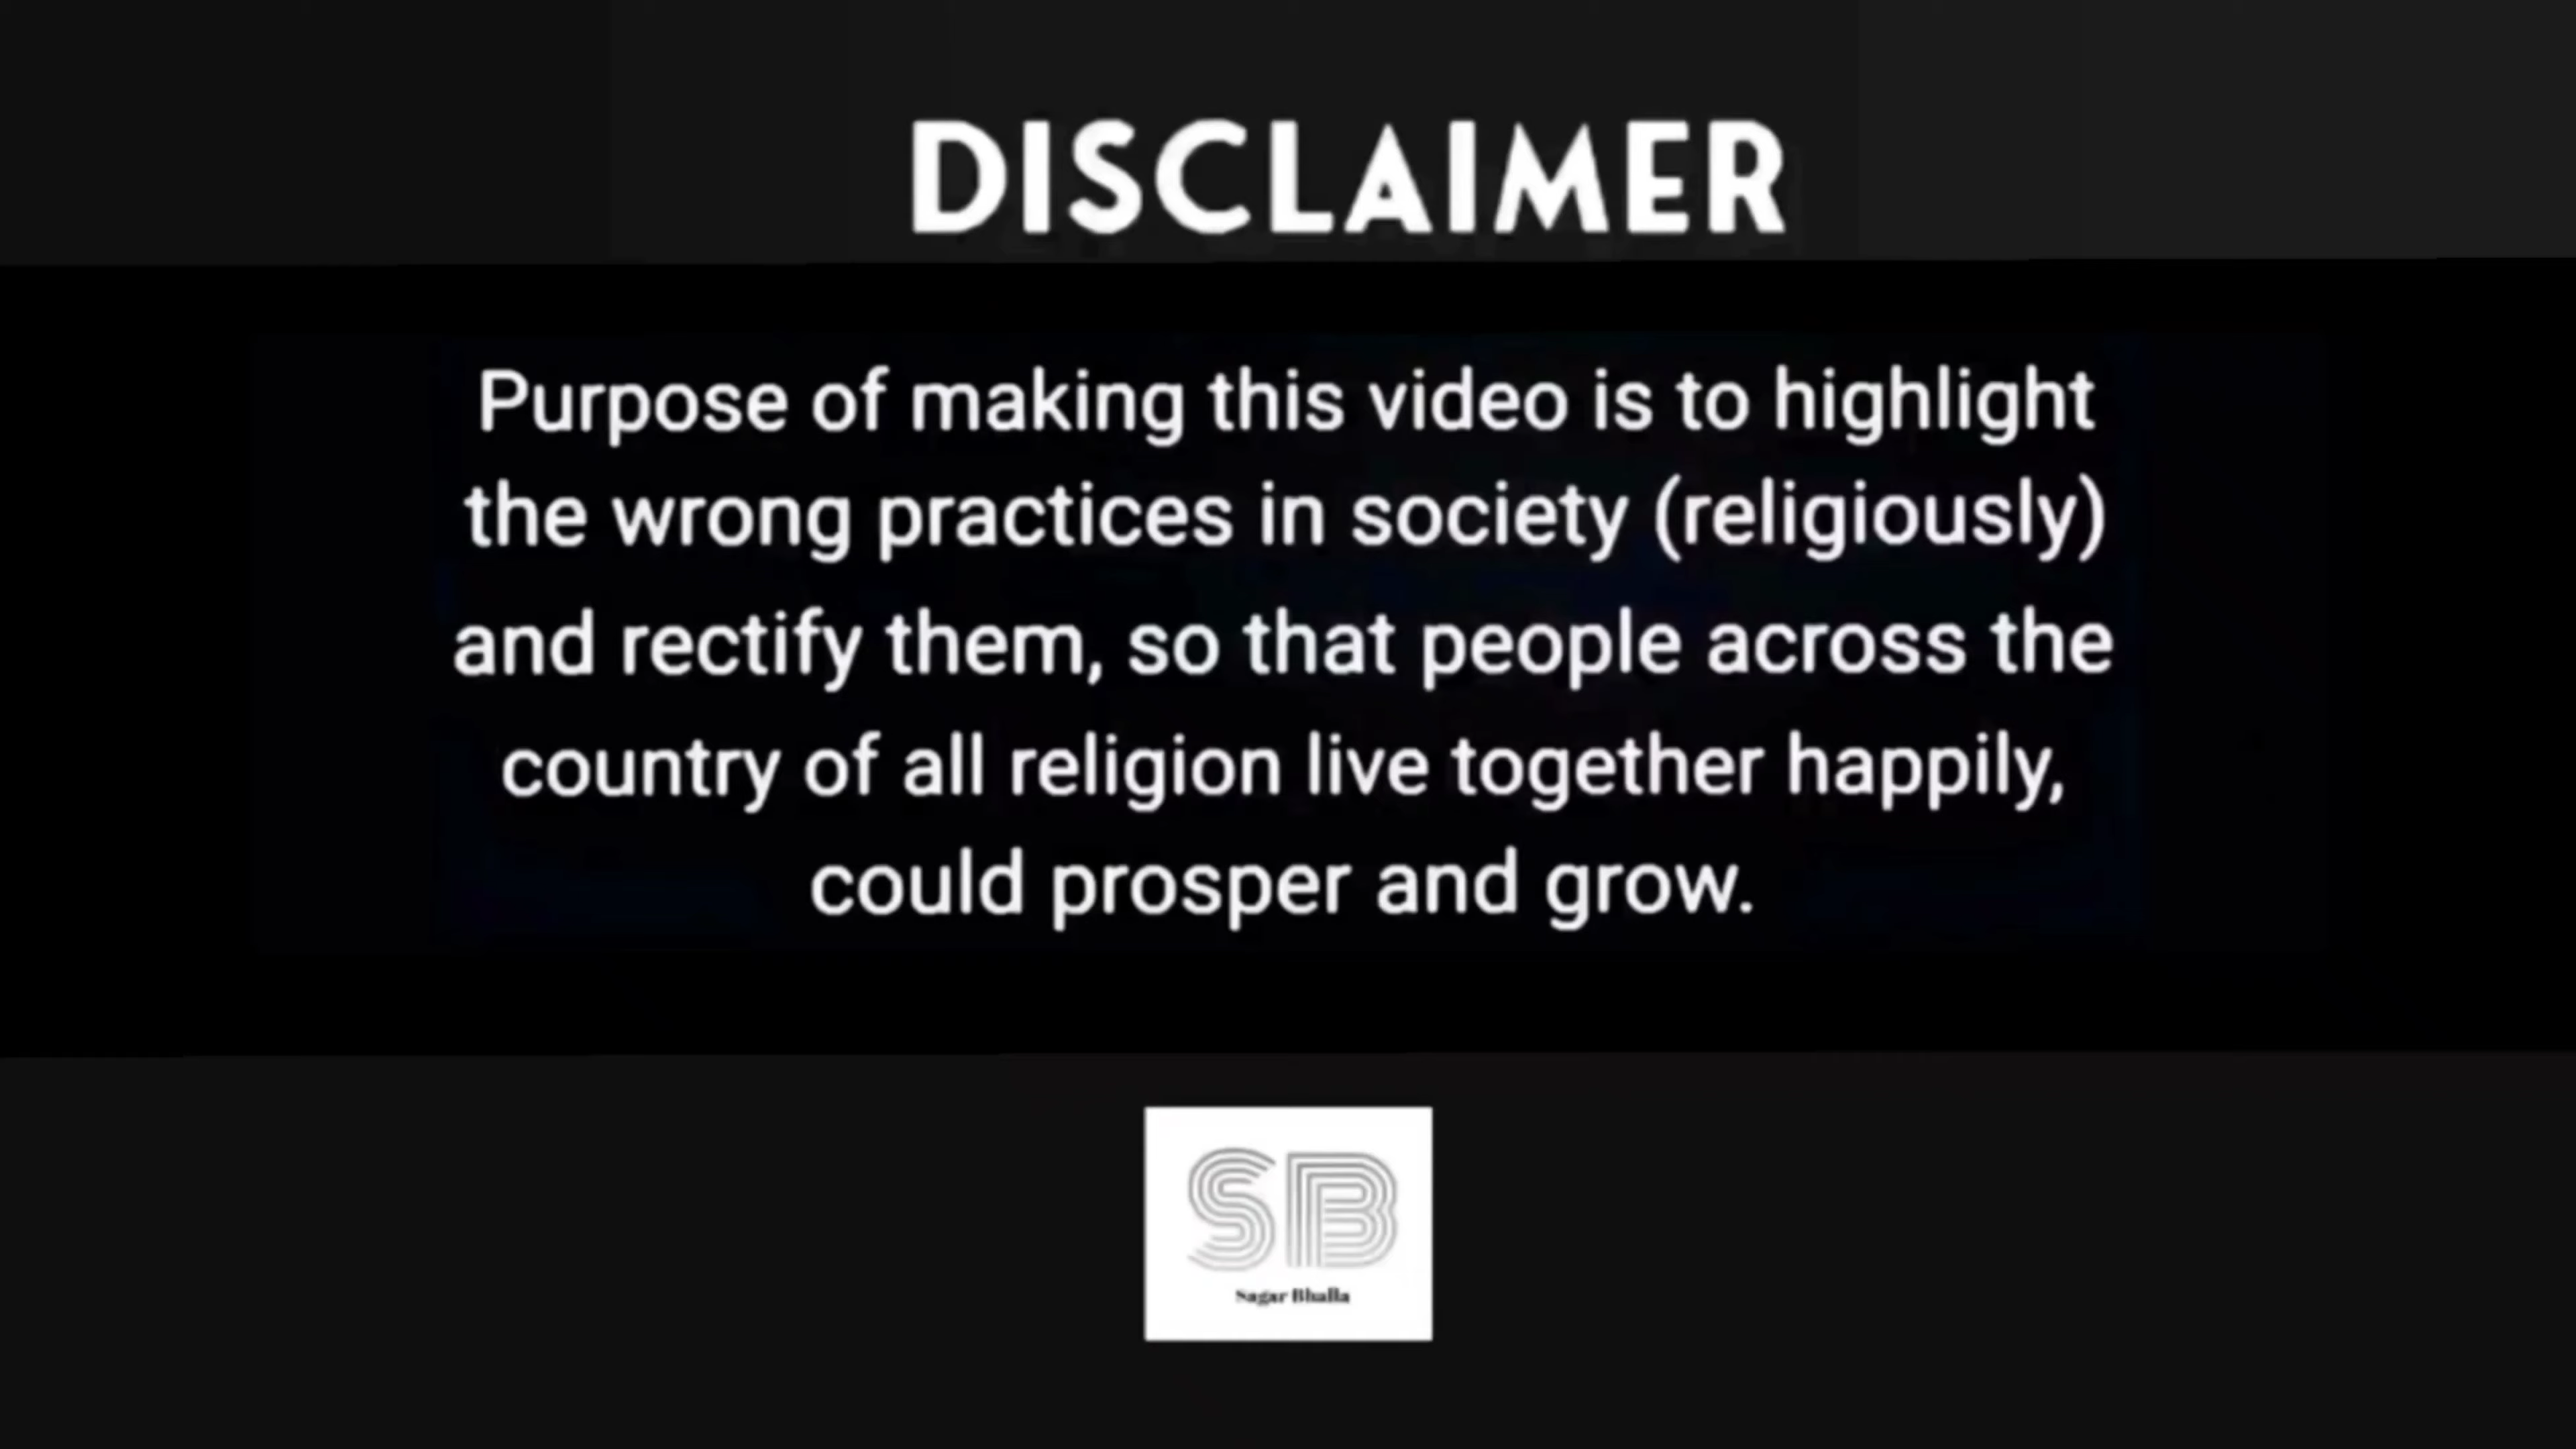 DISCLAIMER
Purpose of making this video is to highlight
the wrong practices in society (religiously)
and rectify them, so that people across the
country of all religion live together happily,
could prosper and grow.
SB
Sagar Bhalla